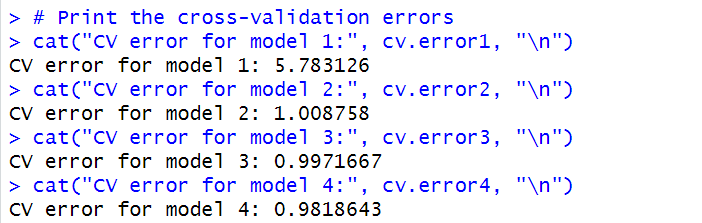 > # Print the cross-validation errors
> cat("CV error for model 1:", cv.error1, "\n")
CV error for model 1: 5.783126
> cat("CV error for model 2:", cv.error2, "\n")
CV error for model 2: 1.008758
> cat("CV error for model 3:", cv.error3, "\n")
CV error for model 3: 0.9971667
> cat("CV error for model 4:", cv.error4, "\n")
CV error for model 4: 0.9818643